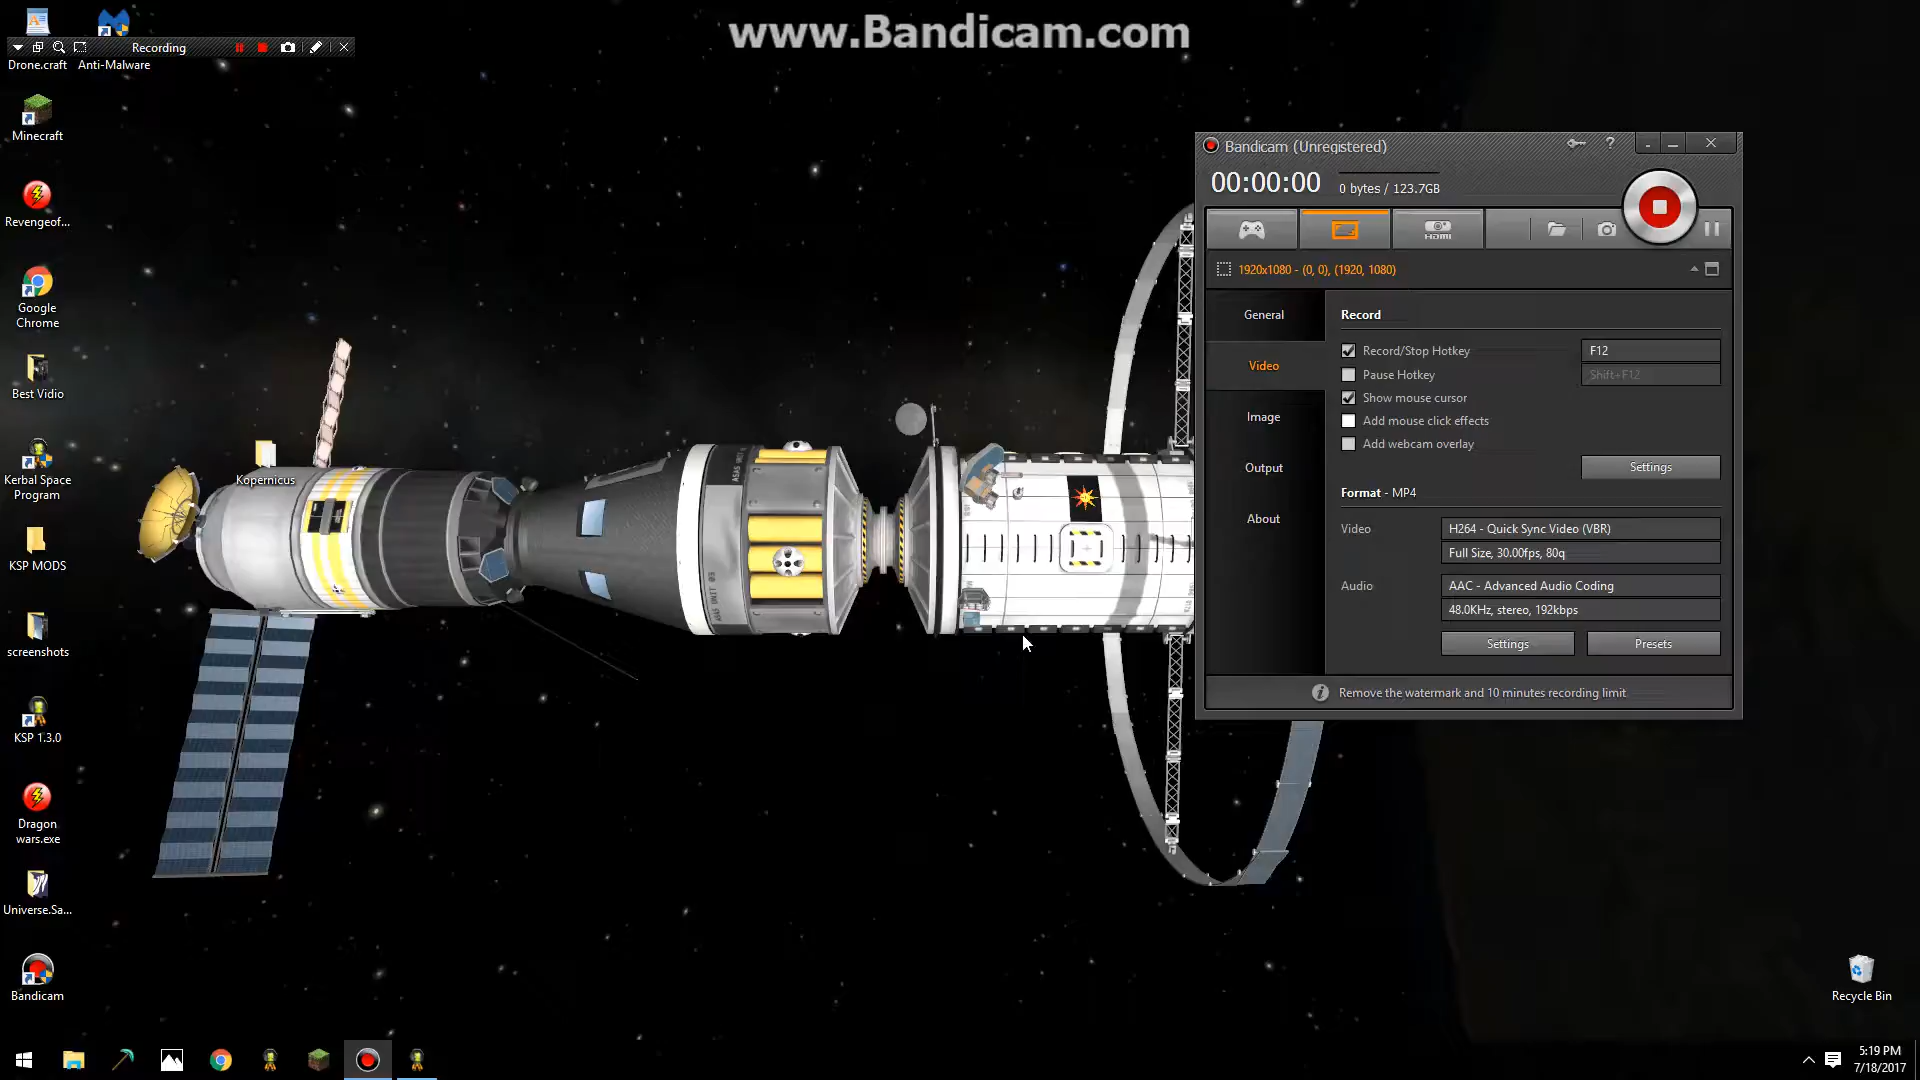 www.Bandicam.com
Recording
Drone.craft
Anti-Malware
Minecraft
Revengeof...
Google
Chrome
Best Vidio
Kerbal Space
Program
Kopernicus
KSP MODS
screenshots
KSP 1.3.0
Dragon
wars.exe
Universe.Sa...
Bandicam
Bandicam (Unregistered)
?
00:00:00
0 bytes / 123.7GB
HDMI
1920x1080 - (0, 0), (1920, 1080)
General
Video
Image
Output
About
Record
Record/Stop Hotkey
F12
Pause Hotkey
Shift+F12
Show mouse cursor
Add mouse click effects
Add webcam overlay
Settings
Format - MP4
Video
H264 - Quick Sync Video (VBR)
Full Size, 30.00fps, 80q
Audio
AAC - Advanced Audio Coding
48.0KHz, stereo, 192kbps
Settings
Presets
Remove the watermark and 10 minutes recording limit
Recycle Bin
5:19 PM
7/18/2017